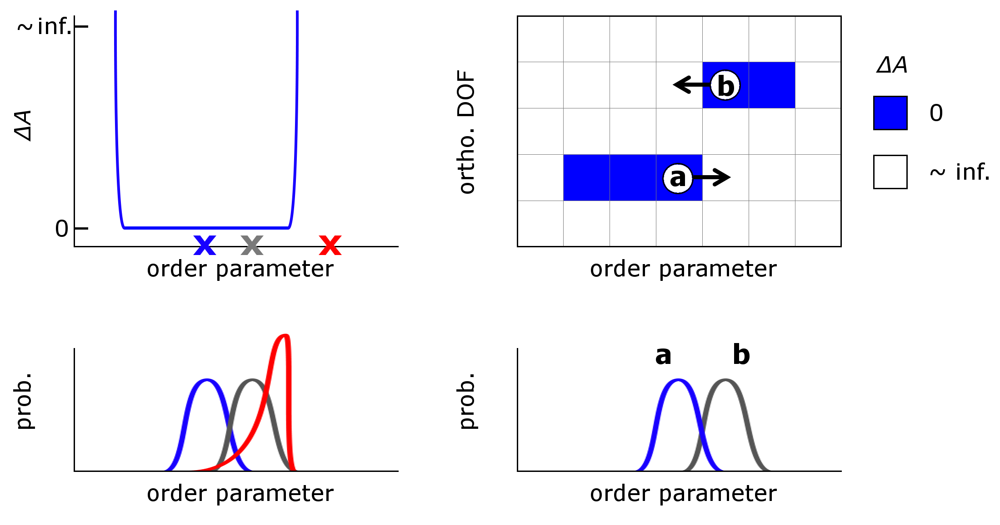 ~ inf.
ΔA
0
x x x
order parameter
ortho. DOF
b
a
order parameter
ΔA
0
~ inf.
prob.
order parameter
a b
prob.
order parameter